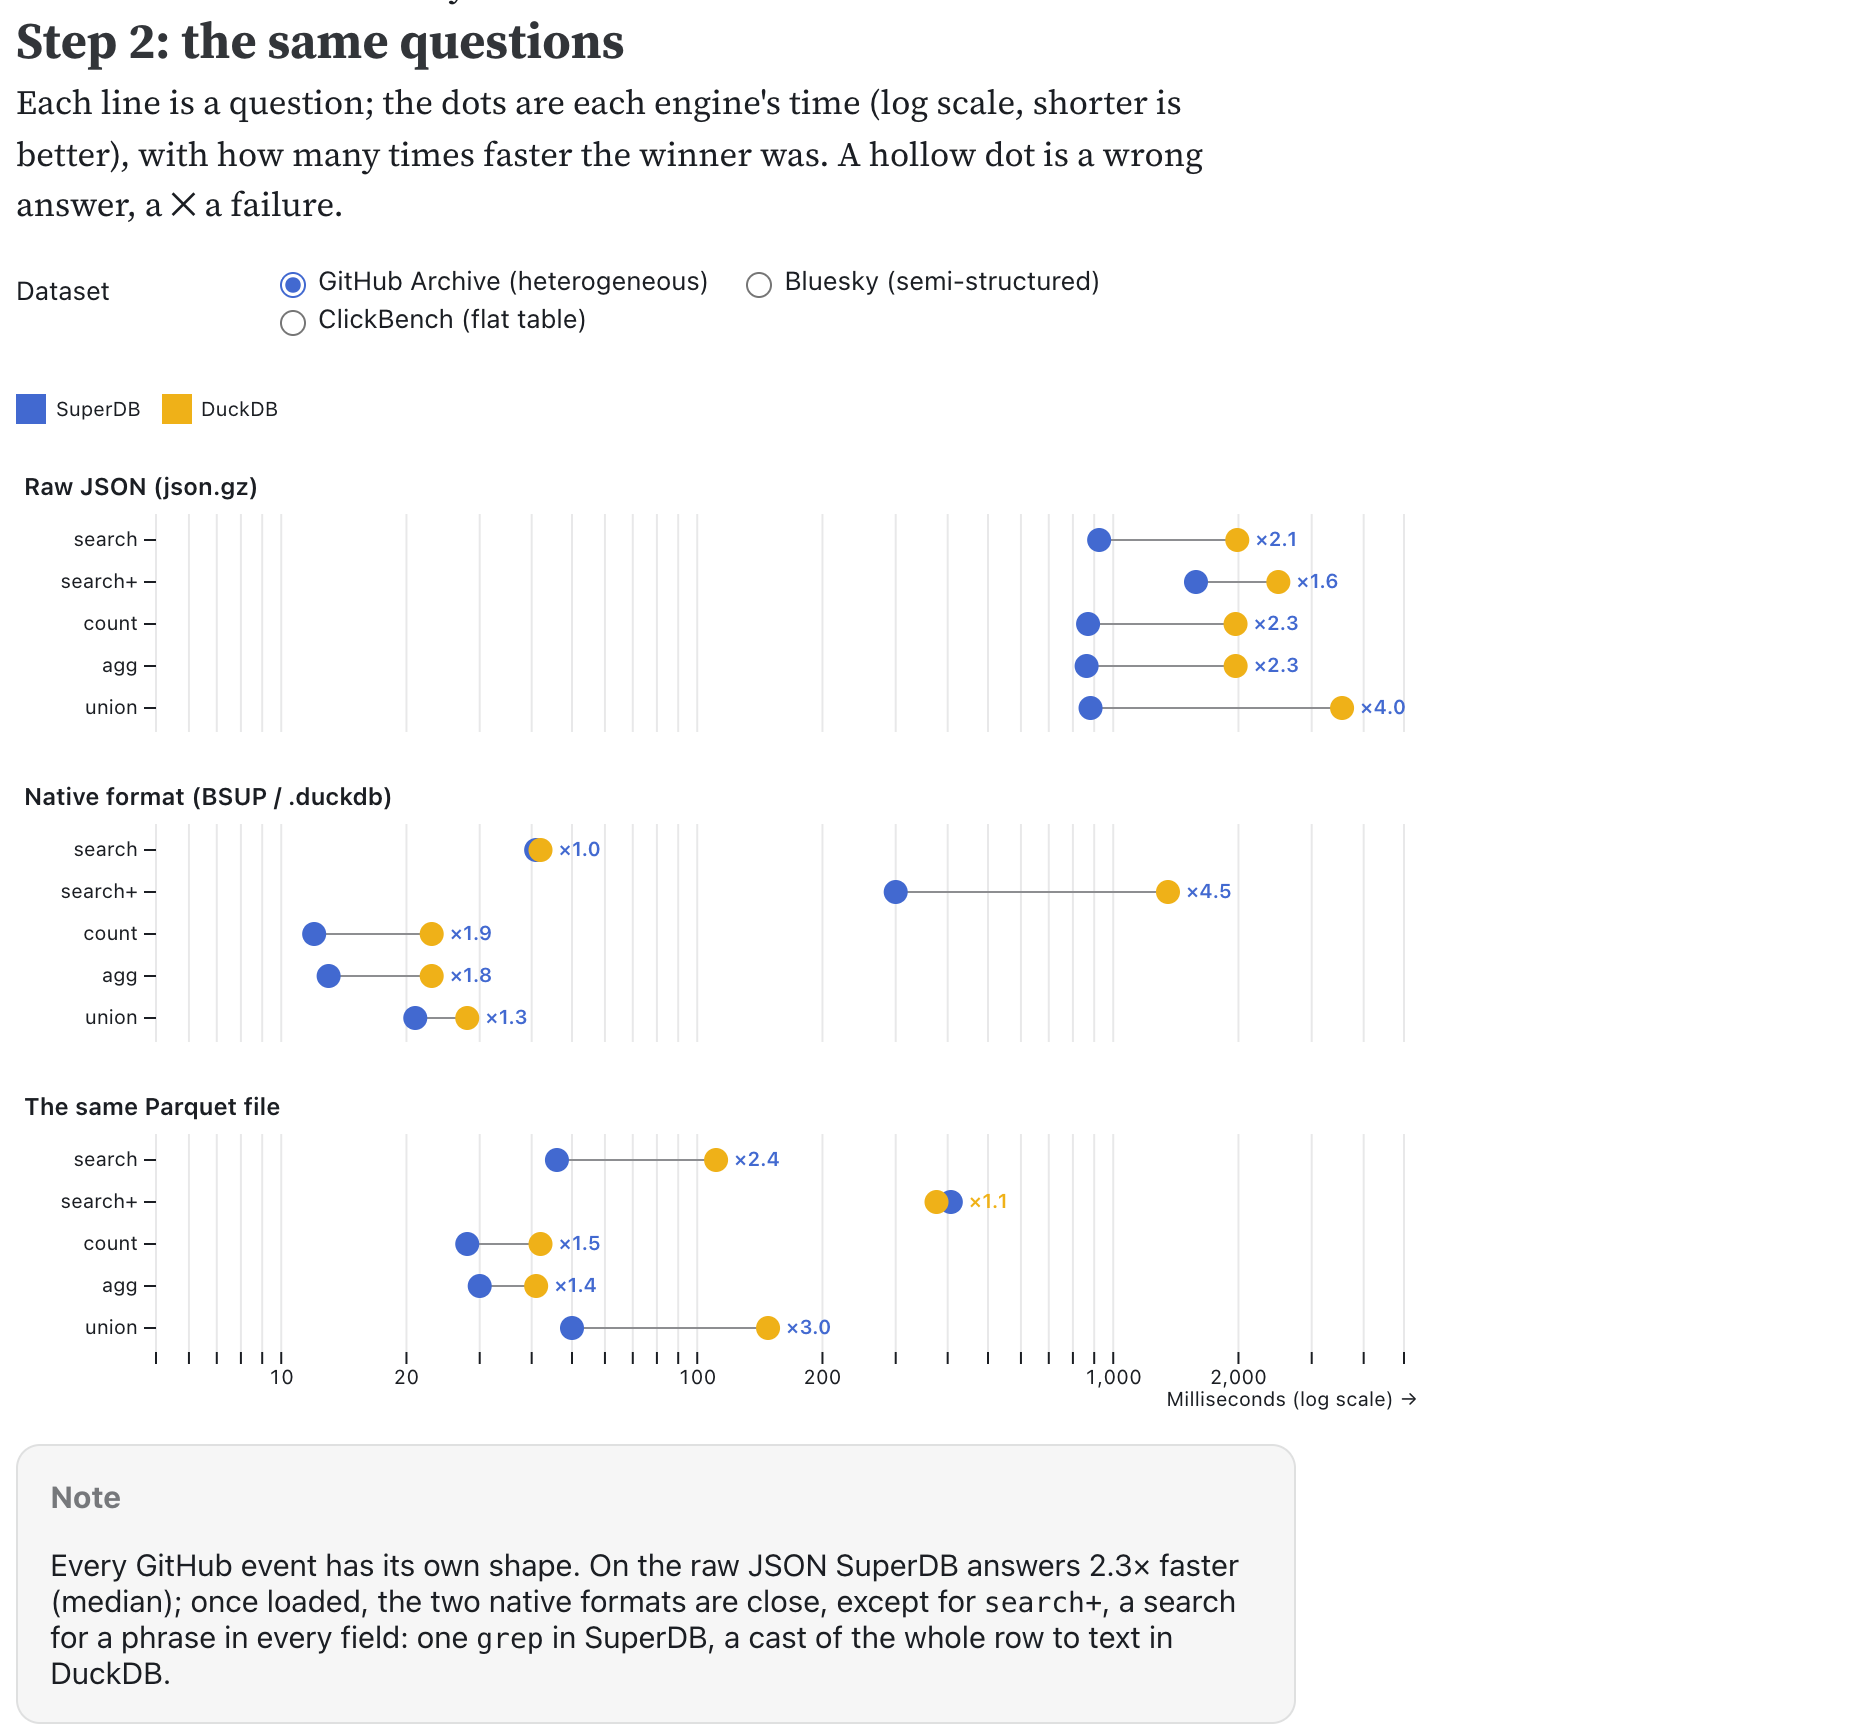 Step 2: the same questions
Each line is a question; the dots are each engine's time (log scale, shorter is
better), with how many times faster the winner was. A hollow dot is a wrong
answer, a ✕ a failure.
Dataset
GitHub Archive (heterogeneous)
Bluesky (semi-structured)
ClickBench (flat table)
SuperDB
DuckDB
Raw JSON (json.gz)
search ×2.1
search+ ×1.6
count ×2.3
agg ×2.3
union ×4.0
Native format (BSUP / .duckdb)
search ×1.0
search+ ×4.5
count ×1.9
agg ×1.8
union ×1.3
The same Parquet file
search ×2.4
search+ ×1.1
count ×1.5
agg ×1.4
union ×3.0
10 20 100 200 1,000 2,000
Milliseconds (log scale) →
Note
Every GitHub event has its own shape. On the raw JSON SuperDB answers 2.3× faster
(median); once loaded, the two native formats are close, except for search+, a search
for a phrase in every field: one grep in SuperDB, a cast of the whole row to text in
DuckDB.